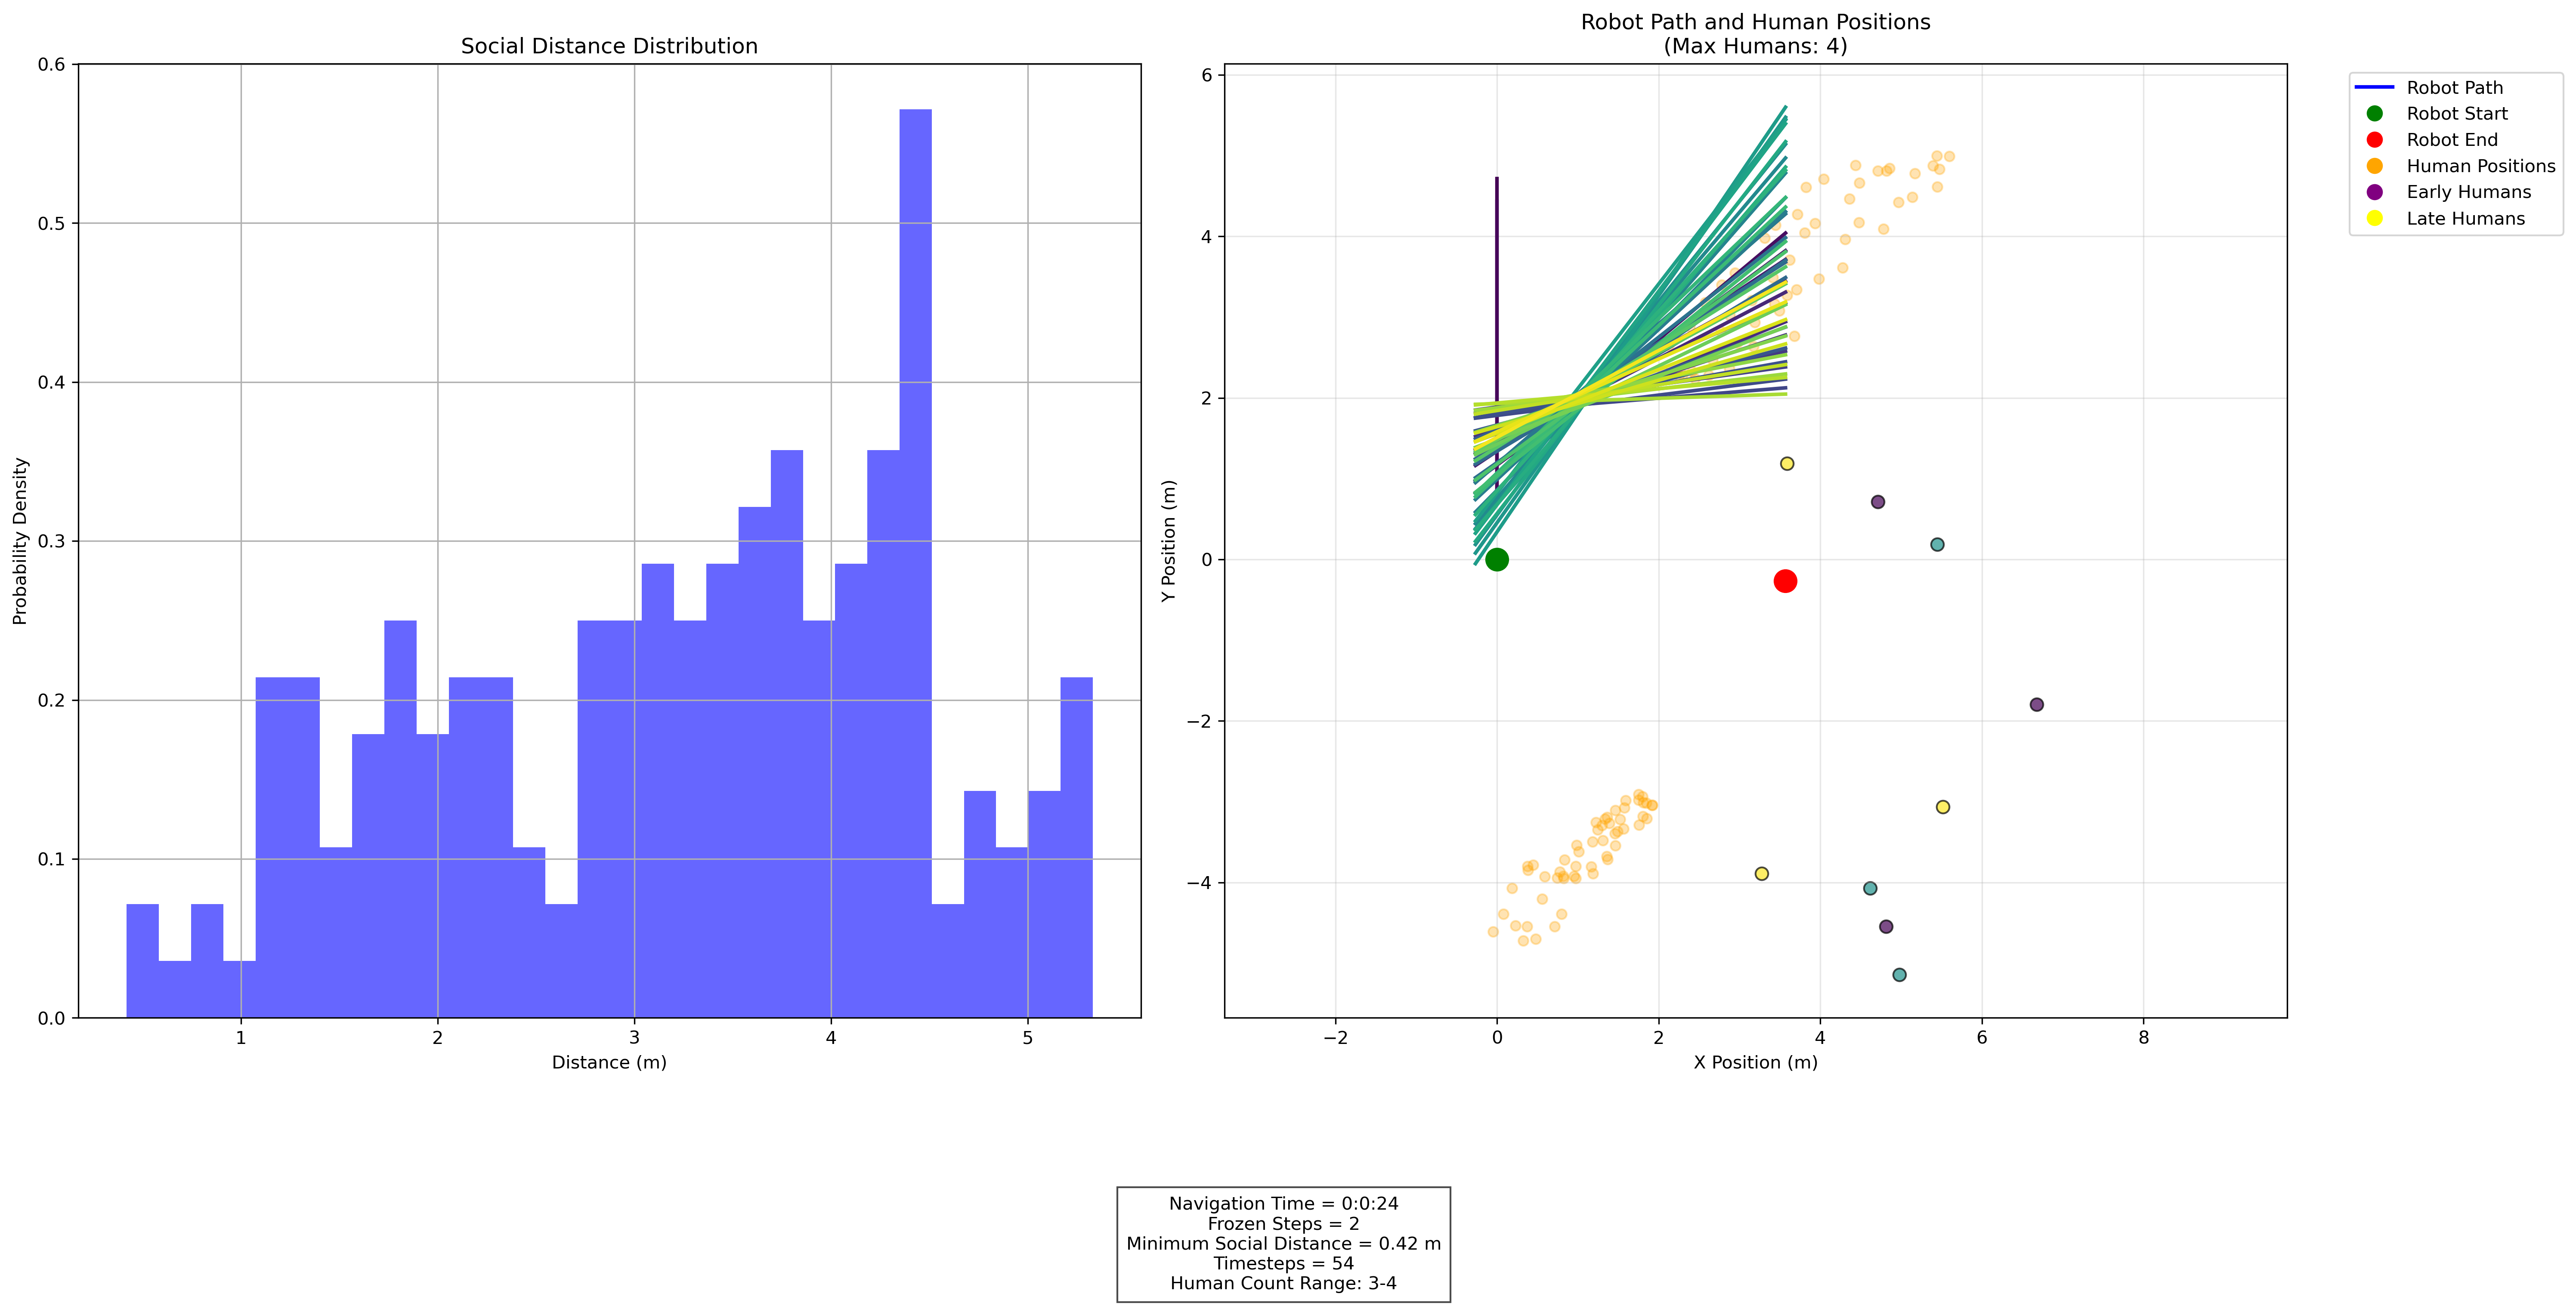 Social Distance Distribution
0.6
0.5
0.4
0.3
0.2
0.1
0.0
Probability Density
1 2 3 4 5
Distance (m)
Robot Path and Human Positions
(Max Humans: 4)
6
4
2
0
−2
−4
Y Position (m)
−2 0 2 4 6 8
X Position (m)
Robot Path
Robot Start
Robot End
Human Positions
Early Humans
Late Humans
Navigation Time = 0:0:24
Frozen Steps = 2
Minimum Social Distance = 0.42 m
Timesteps = 54
Human Count Range: 3-4